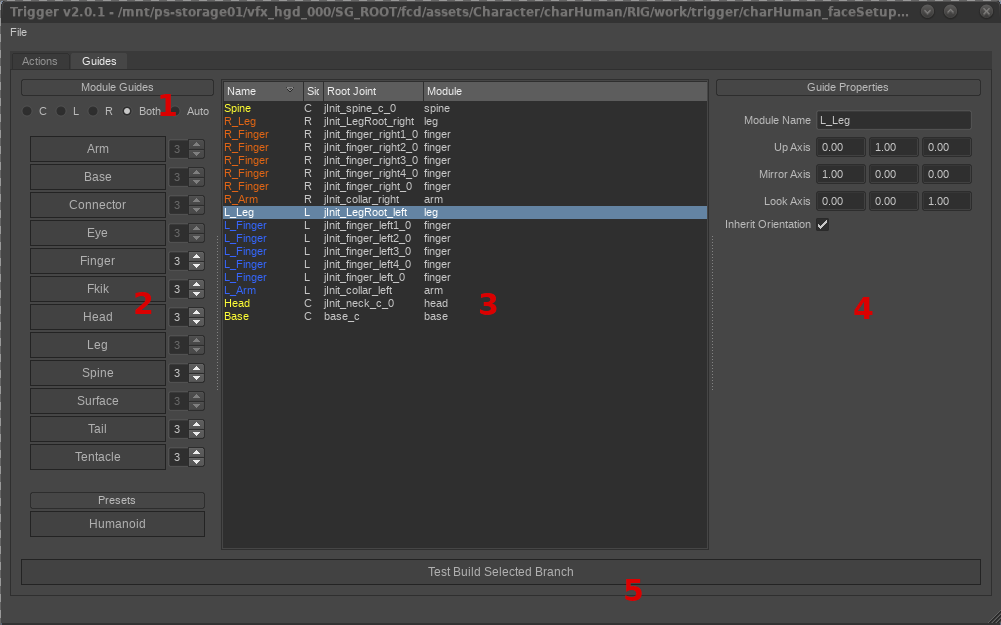 Trigger v2.0.1 - /mnt/ps-storage01/vfx_hgd_000/SG_ROOT/fcd/assets/Character/charHuman/RIG/work/trigger/charHuman_faceSetup...
File
Actions Guides
Module Guides
C L R Both Auto
1
Arm 3
Base 3
Connector 3
Eye 3
Finger 3
Fkik 3
2
Head 3
Leg 3
Spine 3
Surface 3
Tail 3
Tentacle 3
Presets
Humanoid
Name Sic Root Joint Module
Spine C jInit_spine_c_0 spine
R_Leg R jInit_LegRoot_right leg
R_Finger R jInit_finger_right1_0 finger
R_Finger R jInit_finger_right2_0 finger
R_Finger R jInit_finger_right3_0 finger
R_Finger R jInit_finger_right4_0 finger
R_Finger R jInit_finger_right_0 finger
R_Arm R jInit_collar_right arm
L_Leg L jInit_LegRoot_left leg
L_Finger L jInit_finger_left1_0 finger
L_Finger L jInit_finger_left2_0 finger
L_Finger L jInit_finger_left3_0 finger
L_Finger L jInit_finger_left4_0 finger
L_Finger L jInit_finger_left_0 finger
L_Arm L jInit_collar_left arm
Head C jInit_neck_c_0 head
Base C base_c base
3
Guide Properties
Module Name L_Leg
Up Axis 0.00 1.00 0.00
Mirror Axis 1.00 0.00 0.00
Look Axis 0.00 0.00 1.00
Inherit Orientation
4
Test Build Selected Branch
5